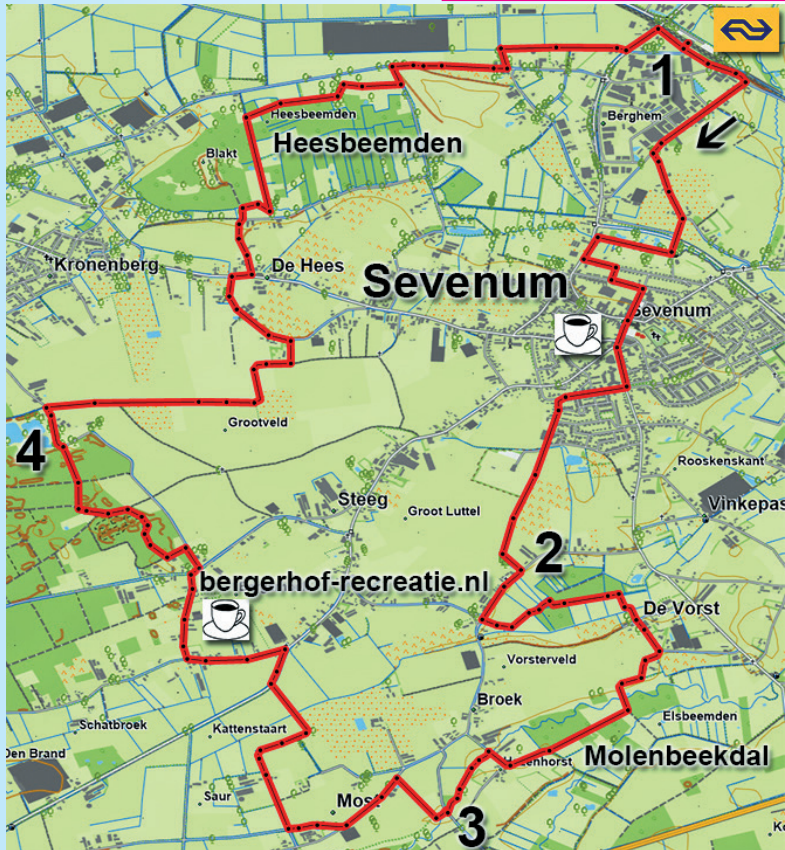 1
Berghem
Heesbeemden
Heesbeemden
Blakt
Kronenberg
De Hees
Sevenum
Sevenum
Grootveld
4
Rooskenskant
Steeg
Groot Luttel
Vinkepas
2
bergerhof-recreatie.nl
De Vorst
Vorsterveld
Broek
Elsbeemden
Schatbroek
Kattenstaart
Den Brand
Molenbeekdal
Saur
Most
3